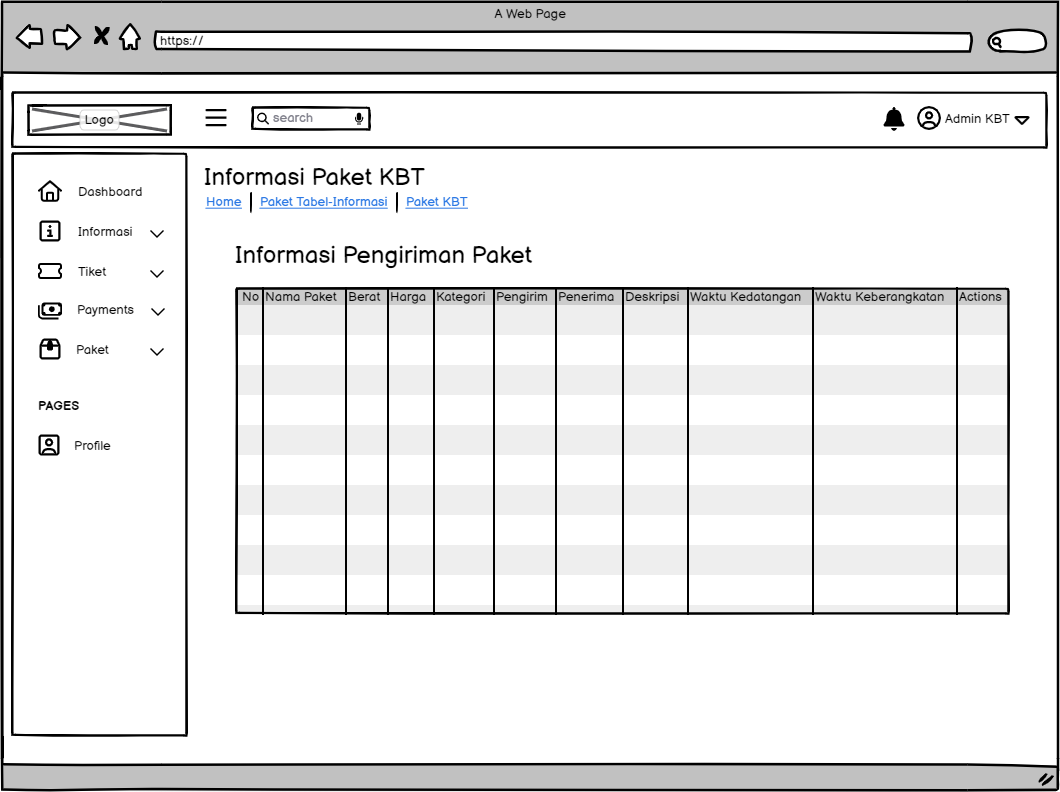 A Web Page
https://
Logo
search
Admin KBT
Dashboard
Informasi
Tiket
Payments
Paket
PAGES
Profile
Informasi Paket KBT
Home Paket Tabel-Informasi Paket KBT
Informasi Pengiriman Paket
No Nama Paket Berat Harga Kategori Pengirim Penerima Deskripsi Waktu Kedatangan Waktu Keberangkatan Actions